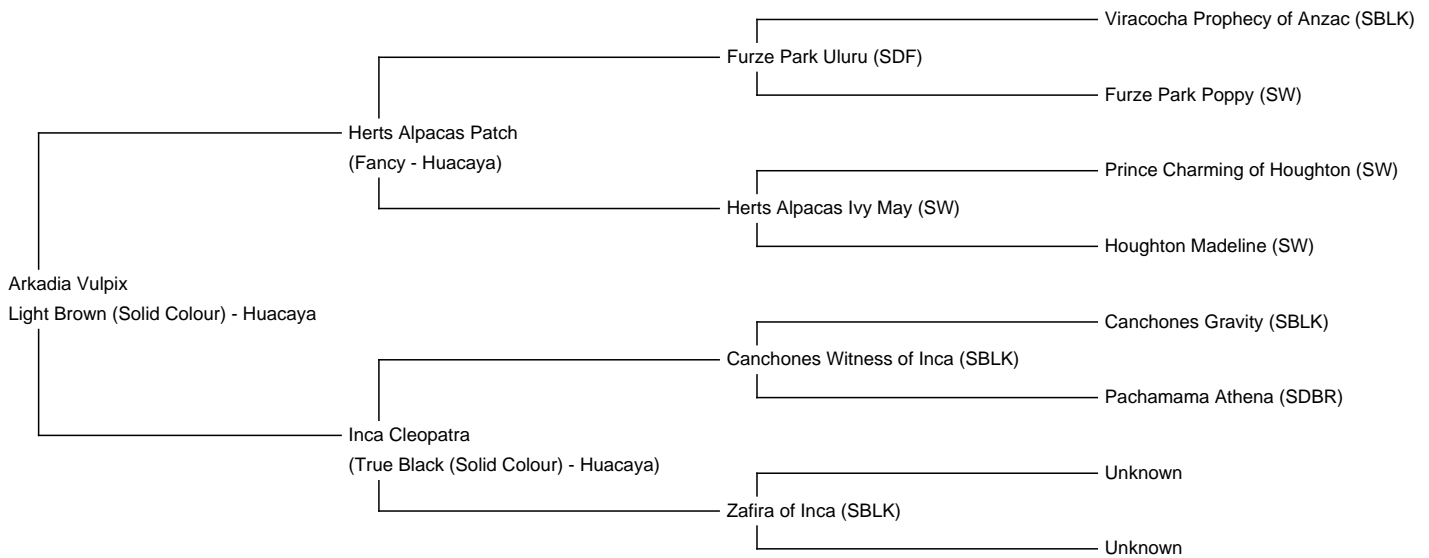 Viracocha Prophecy of Anzac (SBLK)
Furze Park Uluru (SDF)
Furze Park Poppy (SW)
Herts Alpacas Patch
(Fancy - Huacaya)
Prince Charming of Houghton (SW)
Herts Alpacas Ivy May (SW)
Houghton Madeline (SW)
Arkadia Vulpix
Light Brown (Solid Colour) - Huacaya
Canchones Gravity (SBLK)
Canchones Witness of Inca (SBLK)
Pachamama Athena (SDBR)
Inca Cleopatra
(True Black (Solid Colour) - Huacaya)
Unknown
Zafira of Inca (SBLK)
Unknown